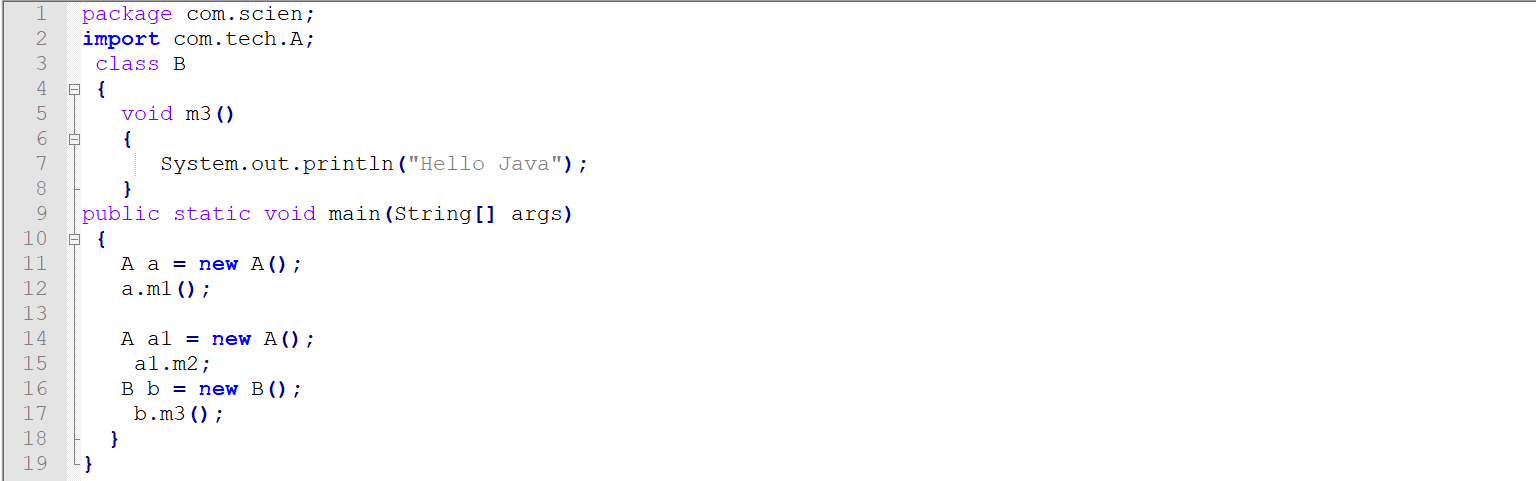 1 package com.scien;
2 import com.tech.A;
3 class B
4 {
5 void m3()
6 {
7 System.out.println("Hello Java");
8 }
9 public static void main(String[] args)
10 {
11 A a = new A();
12 a.m1();
13
14 A a1 = new A();
15 a1.m2;
16 B b = new B();
17 b.m3();
18 }
19 }